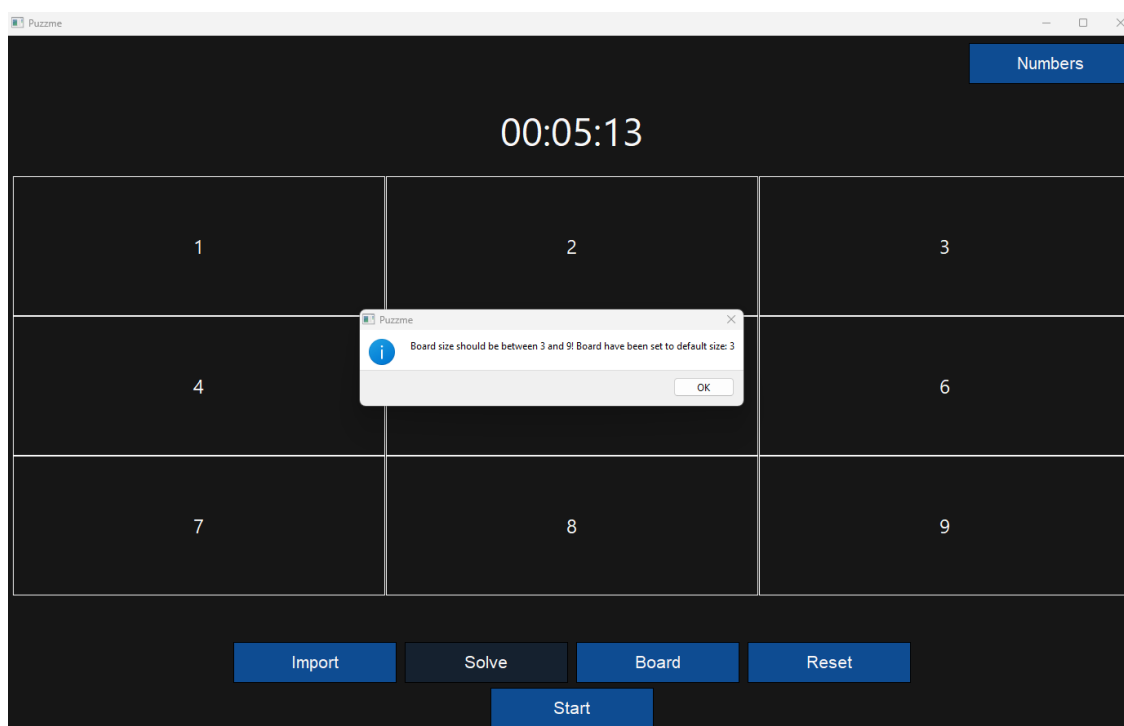 Puzzme
Numbers
00:05:13
1 2 3
Puzzme
Board size should be between 3 and 9! Board have been set to default size: 3
OK
4 6
7 8 9
Import Solve Board Reset
Start